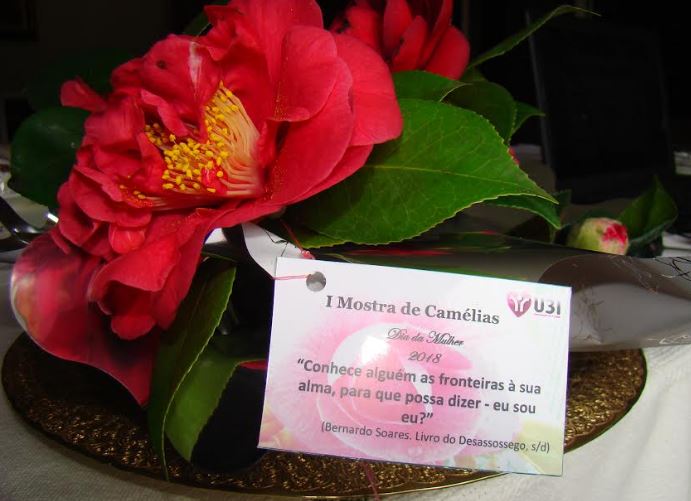 I Mostra de Camélias
U3I
Dia da Mulher
2018
“Conhece alguém as fronteiras à sua
alma, para que possa dizer - eu sou
eu?”
(Bernardo Soares. Livro do Desassossego, s/d)